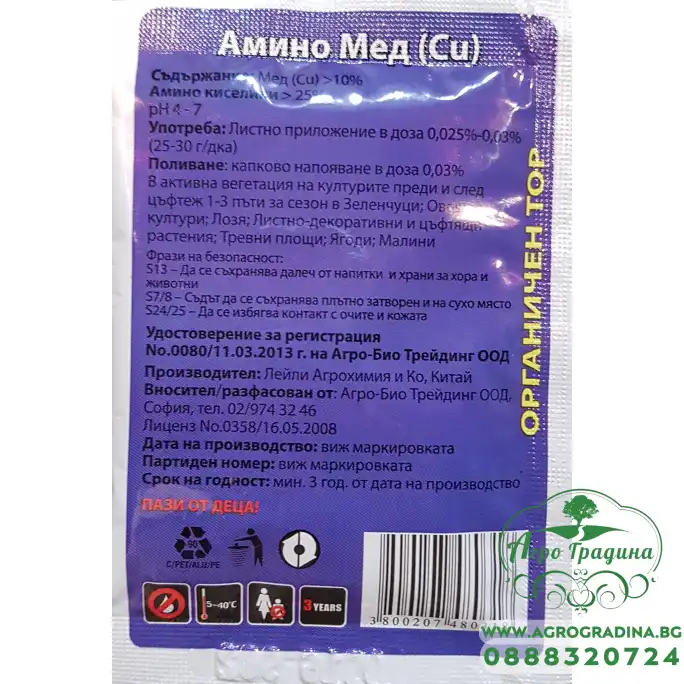 Амино Мед (Cu)
Съдържание: Мед (Cu) >10%
Амино киселини > 25%
pH 4 - 7
Употреба: Листно приложение в доза 0,025%-0,03%
(25-30 г/дка)
Поливане: капково напояване в доза 0,03%
В активна вегетация на културите преди и след
цъфтеж 1-3 пъти за сезон в Зеленчуци;
култури; Лозя; Листно-декоративни и цъфтящи
растения; Тревни площи; Ягоди; Малини
Фрази на безопасност:
S13 – Да се съхранява далеч от напитки и храни за хора и
животни
S7/8 – Съдът да се съхранява плътно затворен и на сухо място
S24/25 – Да се избягва контакт с очите и кожата
Удостоверение за регистрация
No.0080/11.03.2013 г. на Агро-Био Трейдинг ООД
Производител: Лейли Агрохимия и Ко, Китай
Вносител/разфасован от: Агро-Био Трейдинг ООД,
София, тел. 02/974 32 46
Лиценз No.0358/16.05.2008
Дата на производство: виж маркировката
Партиден номер: виж маркировката
Срок на годност: мин. 3 год. от дата на производство
ПАЗИ ОТ ДЕЦА!
ОРГАНИЧЕН ТОР
90
C/PET/ALU/PE
5-40°C
3 YEARS
Агро Градина
WWW.AGROGRADINA.BG
0888320724